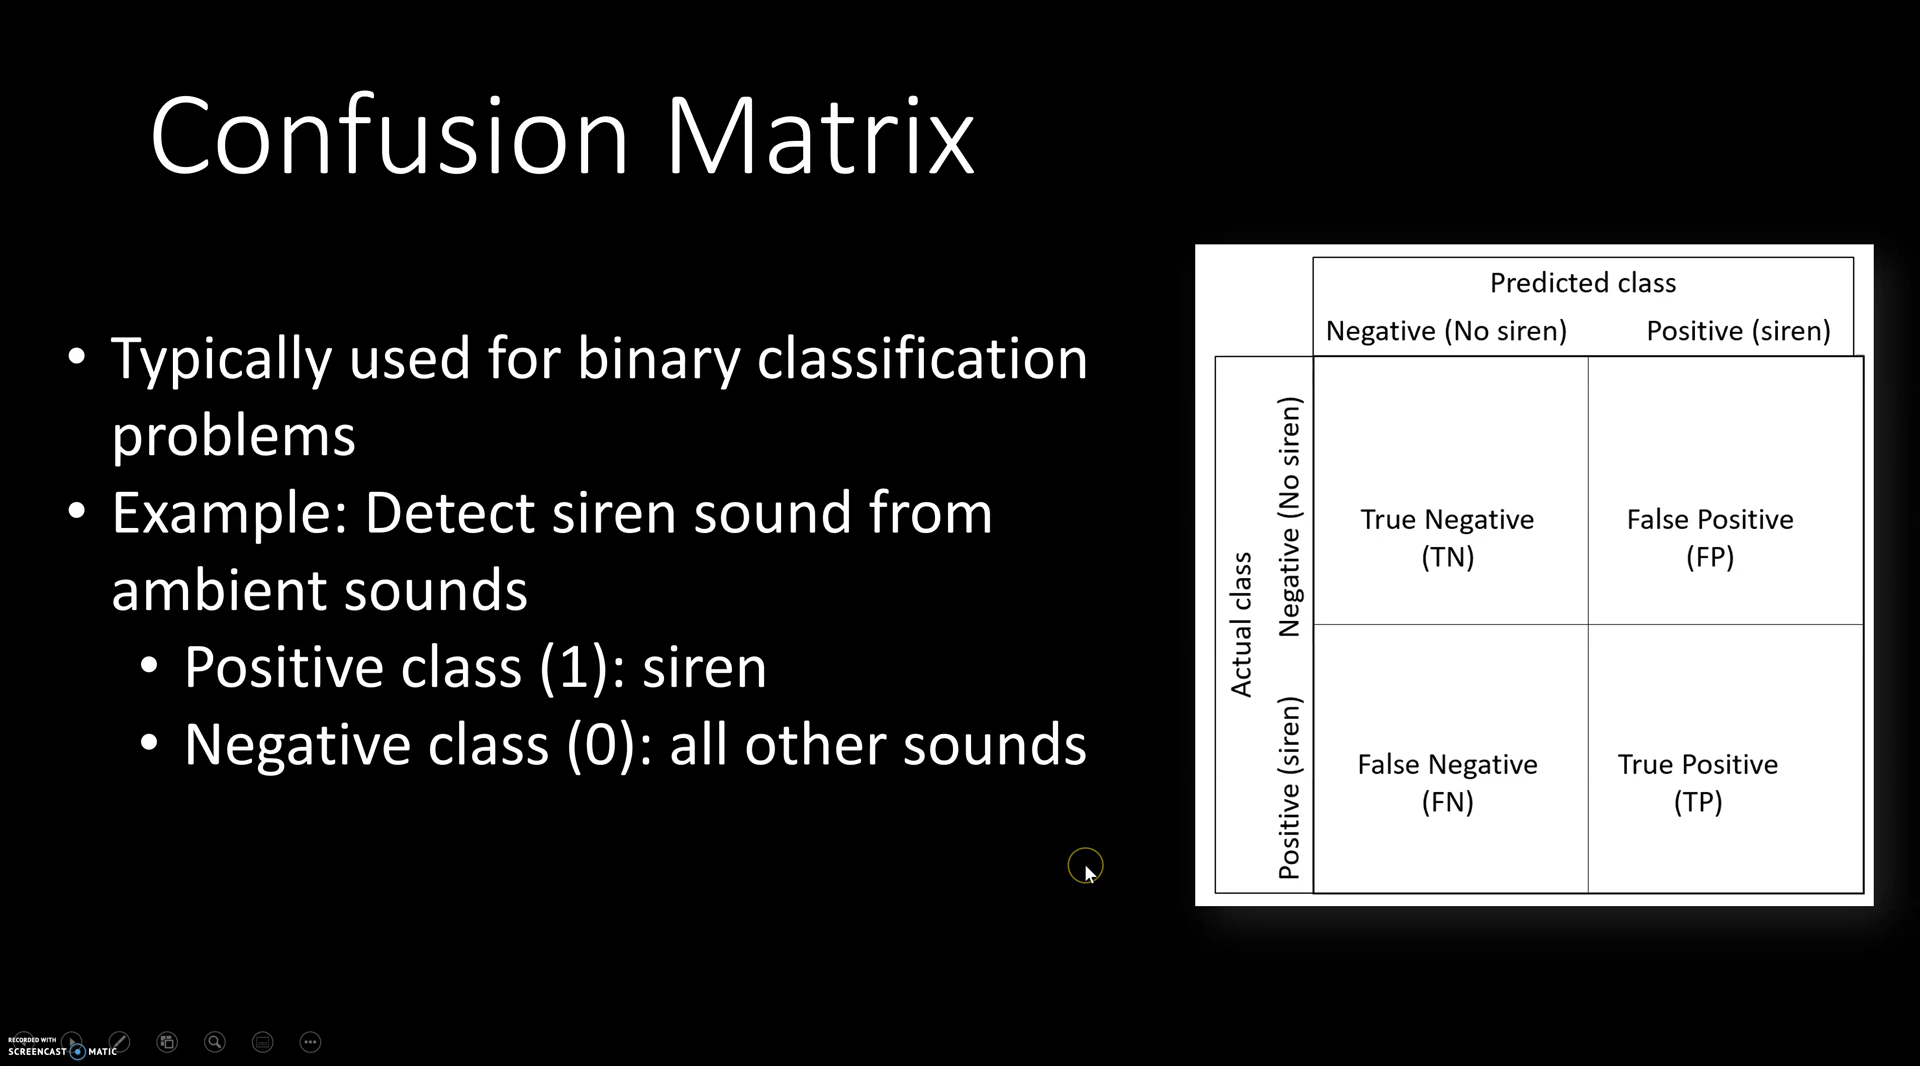 Confusion Matrix
• Typically used for binary classification
problems
• Example: Detect siren sound from
ambient sounds
• Positive class (1): siren
• Negative class (0): all other sounds
Predicted class
Negative (No siren) Positive (siren)
Actual class
Negative (No siren)
True Negative
(TN)
False Positive
(FP)
Positive (siren)
False Negative
(FN)
True Positive
(TP)
RECORDED WITH
SCREENCAST MATIC